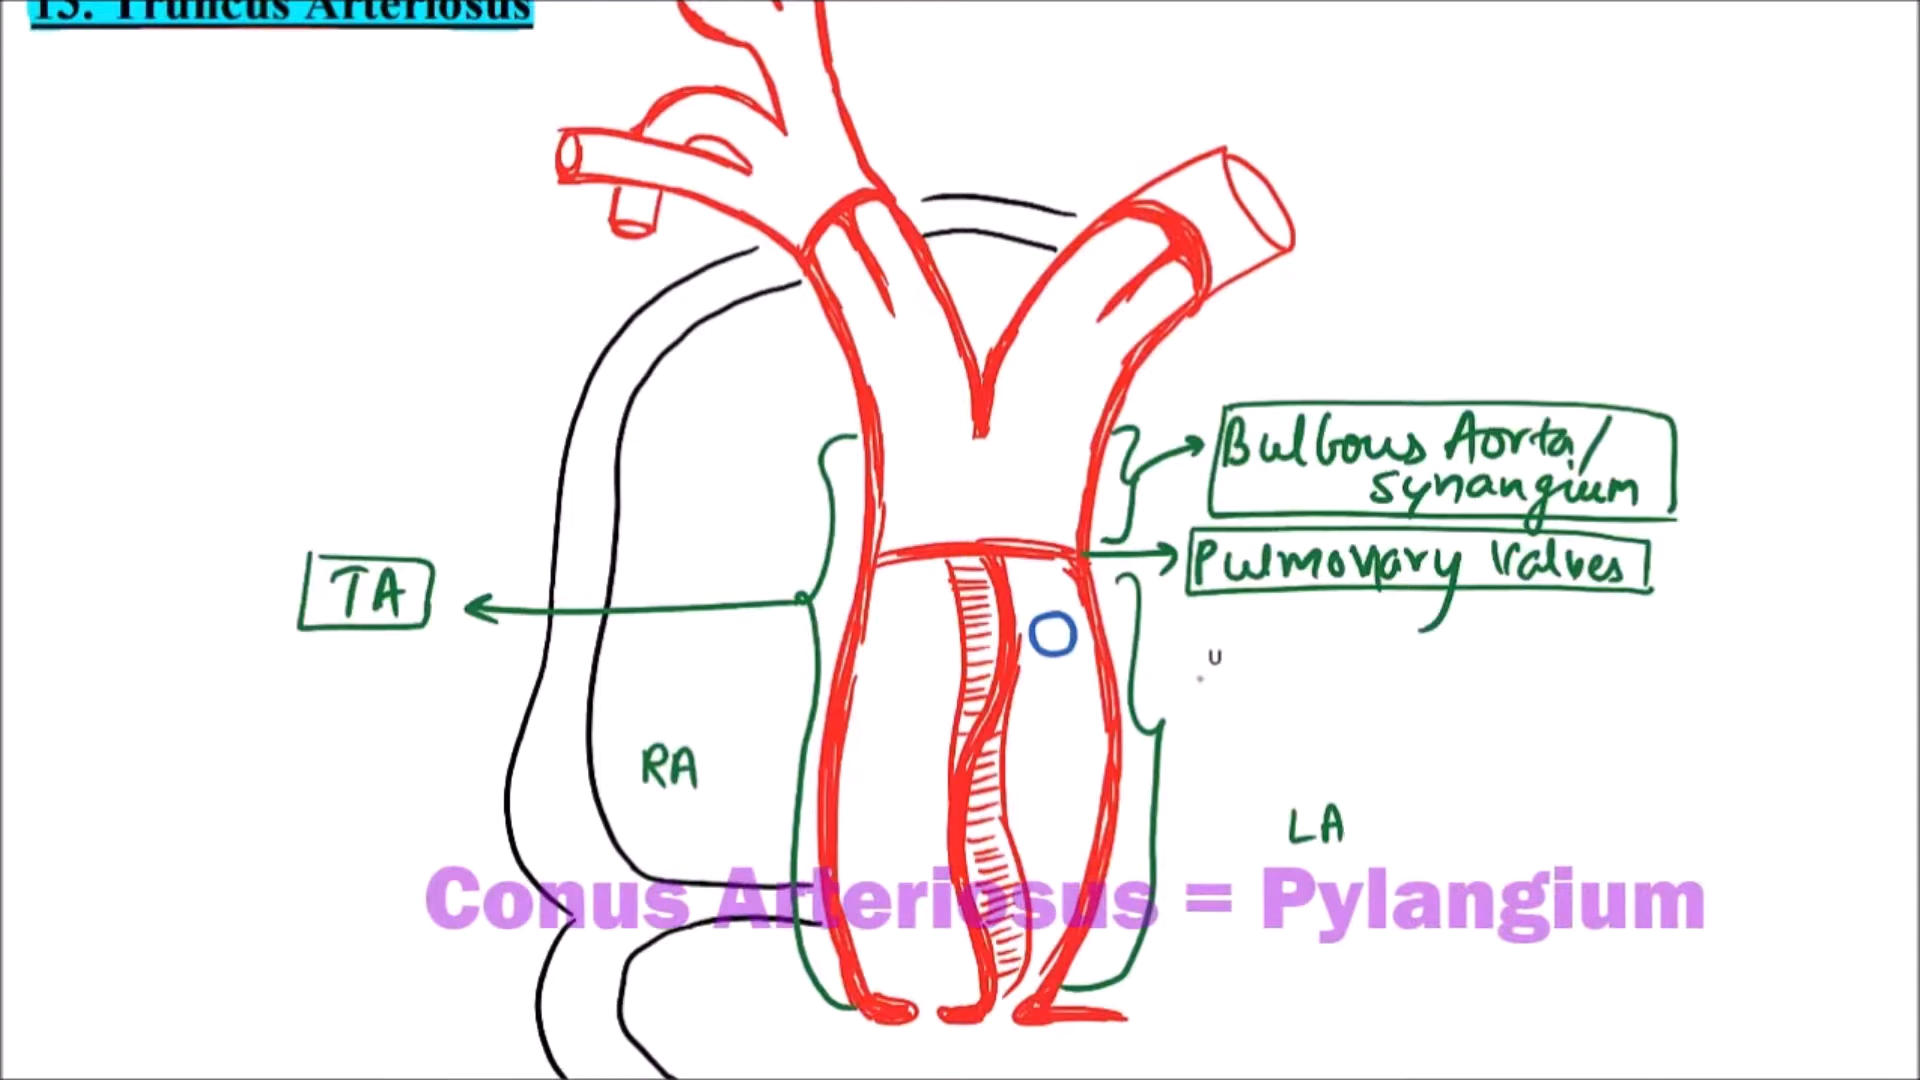 13. Truncus Arteriosus
Bulbous Aorta/
synangium
Pulmonary Valves
TA
RA
LA
Conus Arteriosus = Pylangium